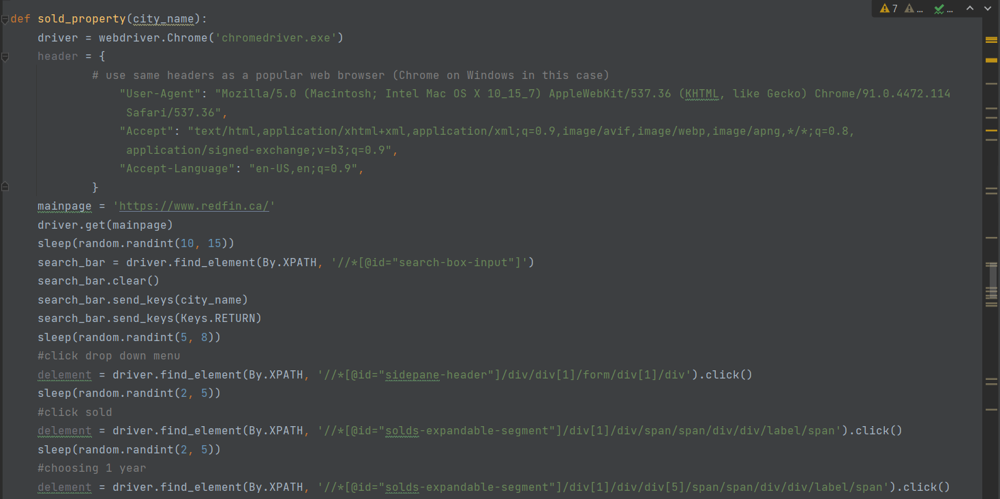 7 ... ...
def sold_property(city_name):
    driver = webdriver.Chrome('chromedriver.exe')
    header = {
            # use same headers as a popular web browser (Chrome on Windows in this case)
                "User-Agent": "Mozilla/5.0 (Macintosh; Intel Mac OS X 10_15_7) AppleWebKit/537.36 (KHTML, like Gecko) Chrome/91.0.4472.114
                 Safari/537.36",
                "Accept": "text/html,application/xhtml+xml,application/xml;q=0.9,image/avif,image/webp,image/apng,*/*;q=0.8,
                 application/signed-exchange;v=b3;q=0.9",
                "Accept-Language": "en-US,en;q=0.9",
            }
    mainpage = 'https://www.redfin.ca/'
    driver.get(mainpage)
    sleep(random.randint(10, 15))
    search_bar = driver.find_element(By.XPATH, '//*[@id="search-box-input"]')
    search_bar.clear()
    search_bar.send_keys(city_name)
    search_bar.send_keys(Keys.RETURN)
    sleep(random.randint(5, 8))
    #click drop down menu
    delement = driver.find_element(By.XPATH, '//*[@id="sidepane-header"]/div/div[1]/form/div[1]/div').click()
    sleep(random.randint(2, 5))
    #click sold
    delement = driver.find_element(By.XPATH, '//*[@id="solds-expandable-segment"]/div[1]/div/span/span/div/div/label/span').click()
    sleep(random.randint(2, 5))
    #choosing 1 year
    delement = driver.find_element(By.XPATH, '//*[@id="solds-expandable-segment"]/div[1]/div/div[5]/span/span/div/div/label/span').click()